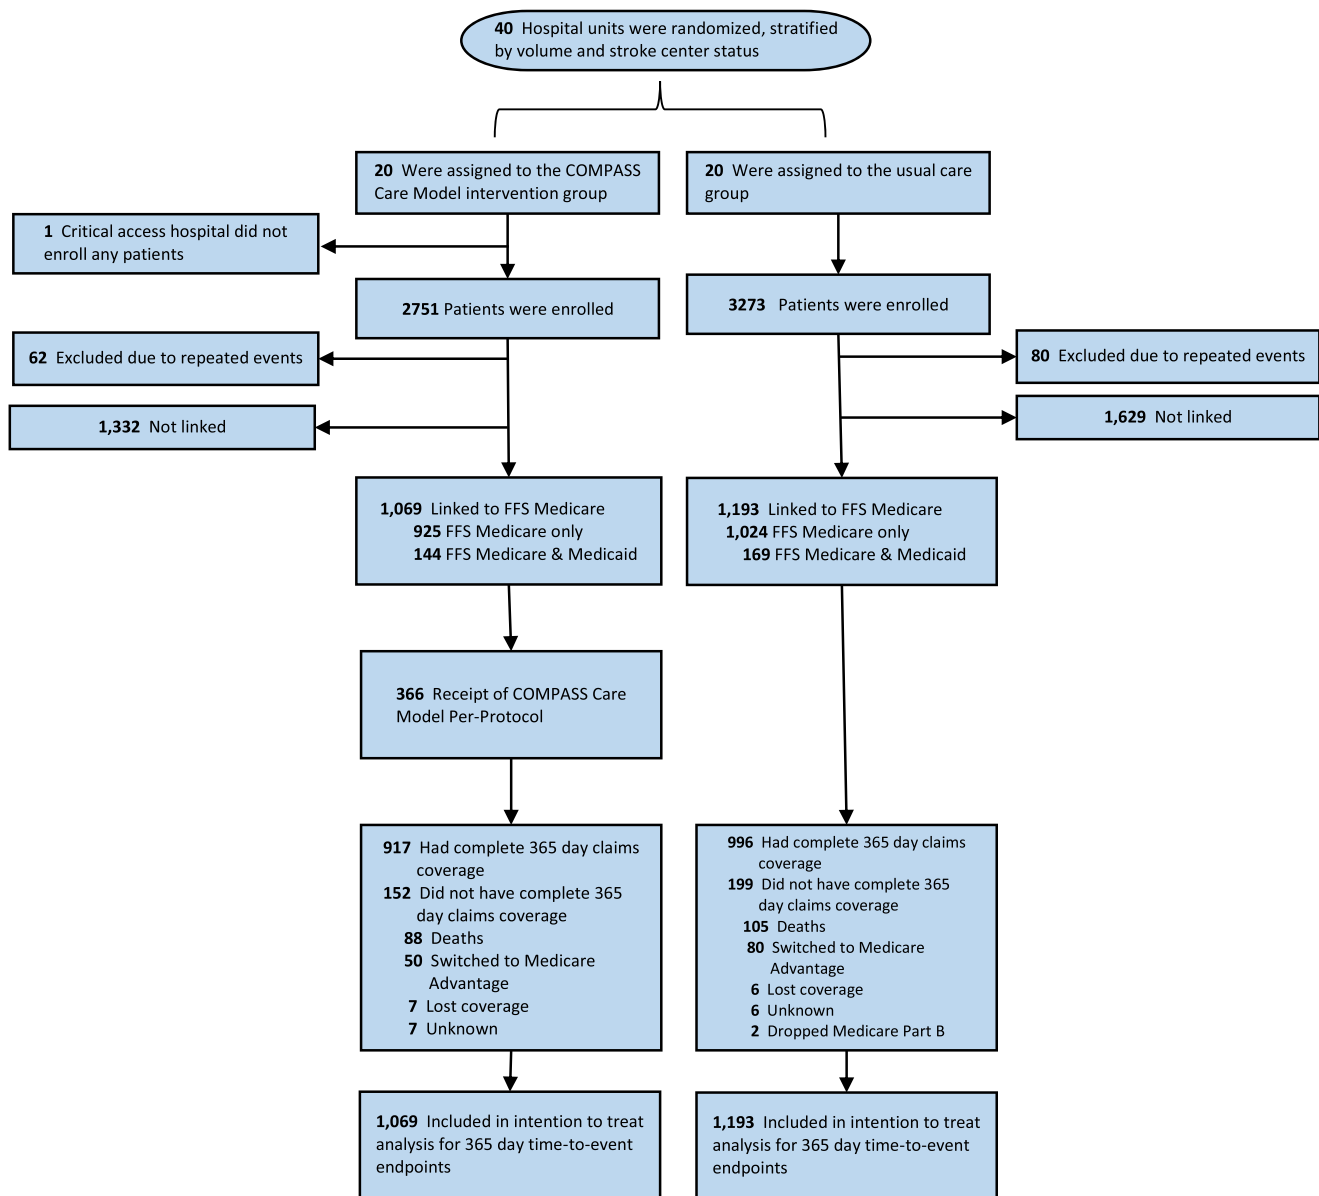 40 Hospital units were randomized, stratified
by volume and stroke center status
20 Were assigned to the COMPASS
Care Model intervention group
20 Were assigned to the usual care
group
1 Critical access hospital did not
enroll any patients
2751 Patients were enrolled
3273 Patients were enrolled
62 Excluded due to repeated events
80 Excluded due to repeated events
1,332 Not linked
1,629 Not linked
1,069 Linked to FFS Medicare
925 FFS Medicare only
144 FFS Medicare & Medicaid
1,193 Linked to FFS Medicare
1,024 FFS Medicare only
169 FFS Medicare & Medicaid
366 Receipt of COMPASS Care
Model Per-Protocol
917 Had complete 365 day claims
coverage
152 Did not have complete 365
day claims coverage
88 Deaths
50 Switched to Medicare
Advantage
7 Lost coverage
7 Unknown
996 Had complete 365 day claims
coverage
199 Did not have complete 365
day claims coverage
105 Deaths
80 Switched to Medicare
Advantage
6 Lost coverage
6 Unknown
2 Dropped Medicare Part B
1,069 Included in intention to treat
analysis for 365 day time-to-event
endpoints
1,193 Included in intention to treat
analysis for 365 day time-to-event
endpoints